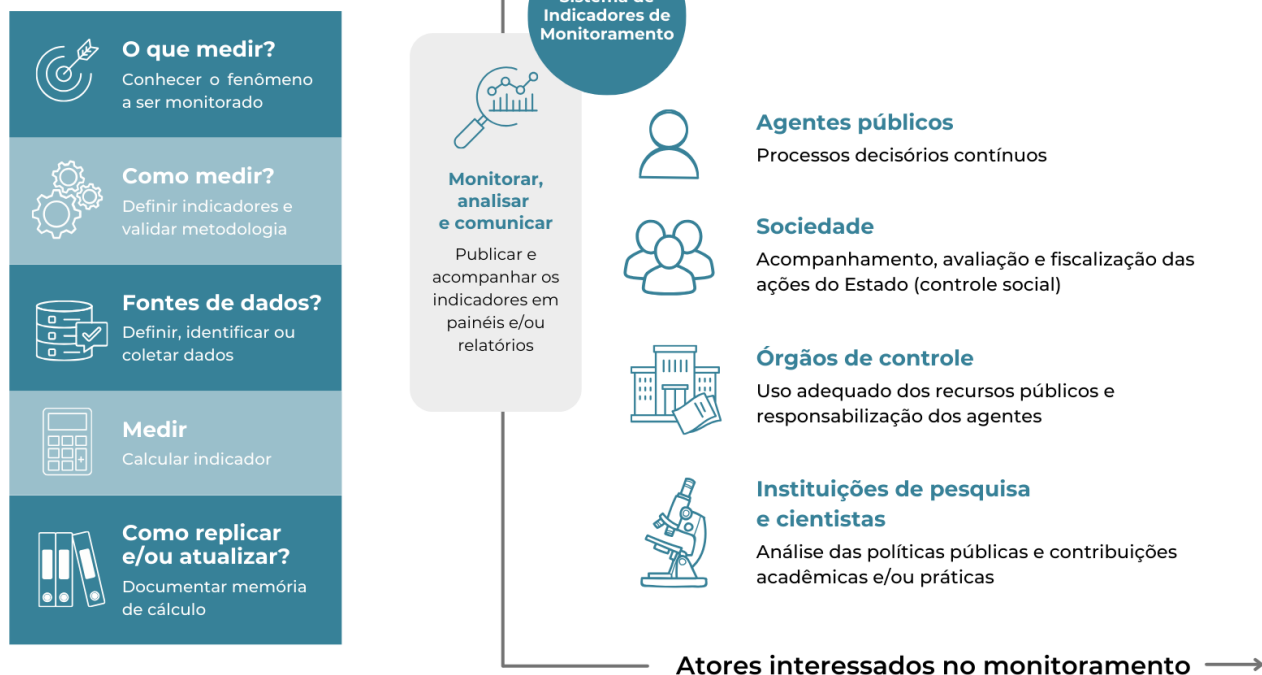 O que medir?
Conhecer o fenômeno
a ser monitorado
Como medir?
Definir indicadores e
validar metodologia
Fontes de dados?
Definir, identificar ou
coletar dados
Medir
Calcular indicador
Como replicar
e/ou atualizar?
Documentar memória
de cálculo
Sistema de
Indicadores de
Monitoramento
Monitorar,
analisar
e comunicar
Publicar e
acompanhar os
indicadores em
painéis e/ou
relatórios
Agentes públicos
Processos decisórios contínuos
Sociedade
Acompanhamento, avaliação e fiscalização das
ações do Estado (controle social)
Órgãos de controle
Uso adequado dos recursos públicos e
responsabilização dos agentes
Instituições de pesquisa
e cientistas
Análise das políticas públicas e contribuições
acadêmicas e/ou práticas
Atores interessados no monitoramento